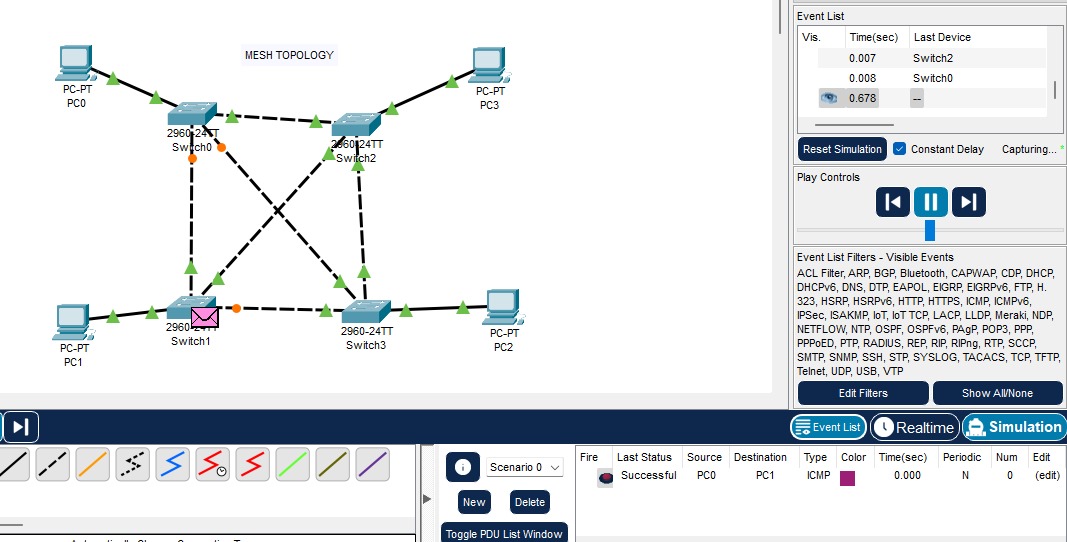 MESH TOPOLOGY
PC-PT
PC0
PC-PT
PC3
2960-24TT
Switch0
2960-24TT
Switch2
2960-24TT
Switch1
2960-24TT
Switch3
PC-PT
PC1
PC-PT
PC2
Event List
Vis. Time(sec) Last Device
0.007 Switch2
0.008 Switch0
0.678 --
Reset Simulation Constant Delay Capturing... *
Play Controls
Event List Filters - Visible Events
ACL Filter, ARP, BGP, Bluetooth, CAPWAP, CDP, DHCP,
DHCPv6, DNS, DTP, EAPOL, EIGRP, EIGRPv6, FTP, H.
323, HSRP, HSRPv6, HTTP, HTTPS, ICMP, ICMPv6,
IPSec, ISAKMP, IoT, IoT TCP, LACP, LLDP, Meraki, NDP,
NETFLOW, NTP, OSPF, OSPFv6, PAgP, POP3, PPP,
PPPoED, PTP, RADIUS, REP, RIP, RIPng, RTP, SCCP,
SMTP, SNMP, SSH, STP, SYSLOG, TACACS, TCP, TFTP,
Telnet, UDP, USB, VTP
Edit Filters Show All/None
Event List Realtime Simulation
Scenario 0
New Delete
Toggle PDU List Window
Fire Last Status Source Destination Type Color Time(sec) Periodic Num Edit
Successful PC0 PC1 ICMP 0.000 N 0 (edit)